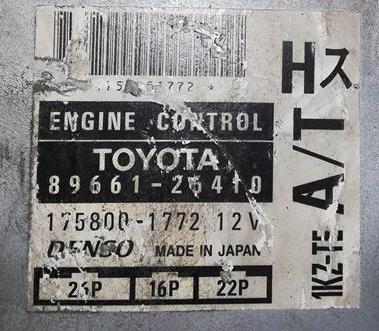 ENGINE CONTROL
TOYOTA
89661-26410
175800-1772 12V
DENSO MADE IN JAPAN
26P 16P 22P
Hス
1KZ-TE A/T